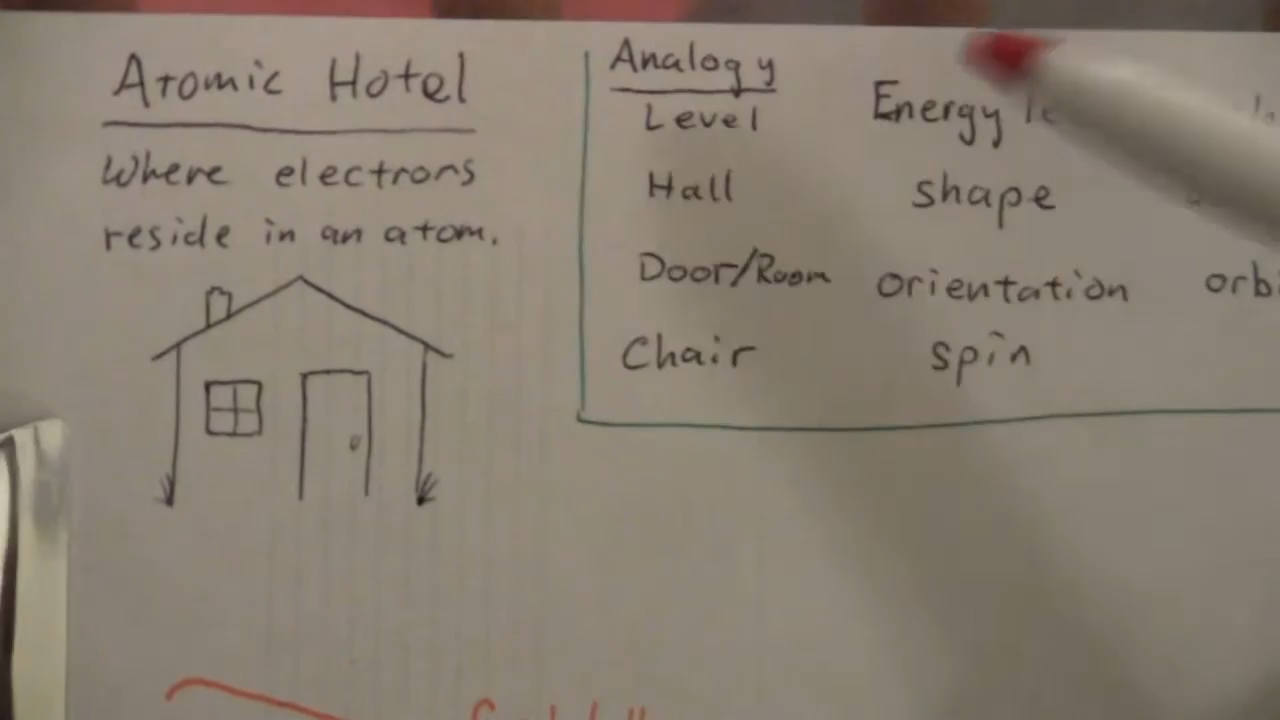 Atomic Hotel
Where electrons
reside in an atom.
Analogy
Level Energy
Hall shape
Door/Room orientation
Chair spin